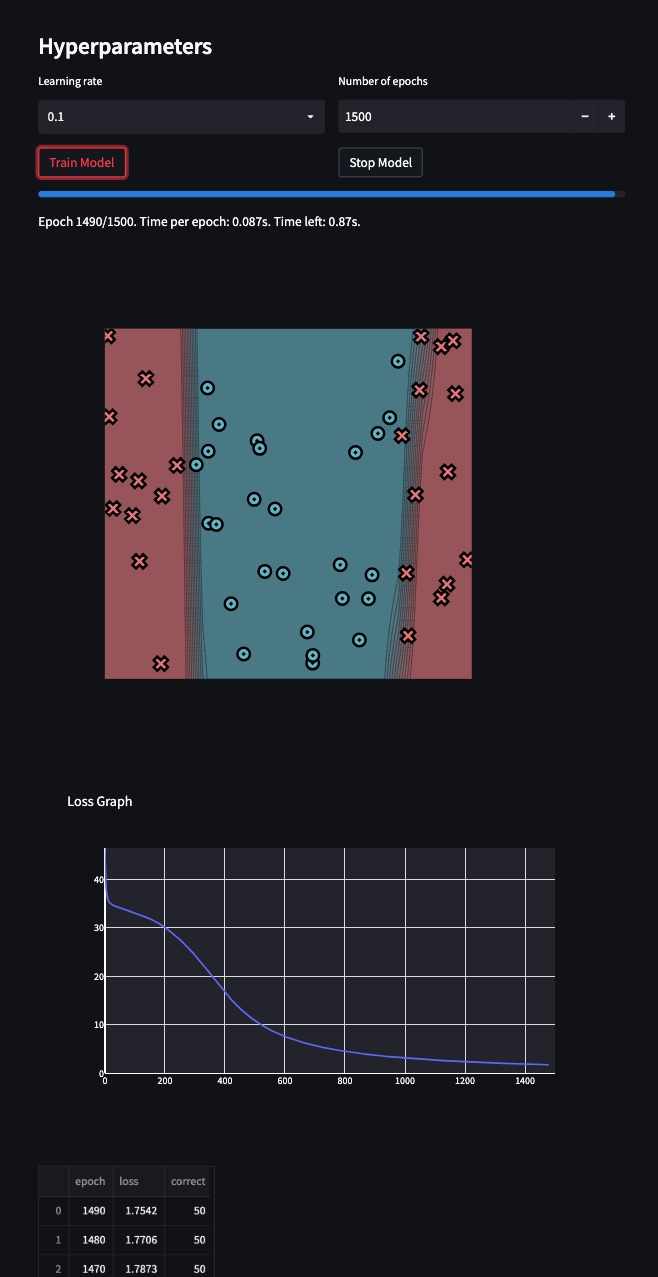 Hyperparameters
Learning rate Number of epochs
0.1 1500 − +
Train Model Stop Model
Epoch 1490/1500. Time per epoch: 0.087s. Time left: 0.87s.
Loss Graph
40
30
20
10
0
0 200 400 600 800 1000 1200 1400
epoch loss correct
0 1490 1.7542 50
1 1480 1.7706 50
2 1470 1.7873 50